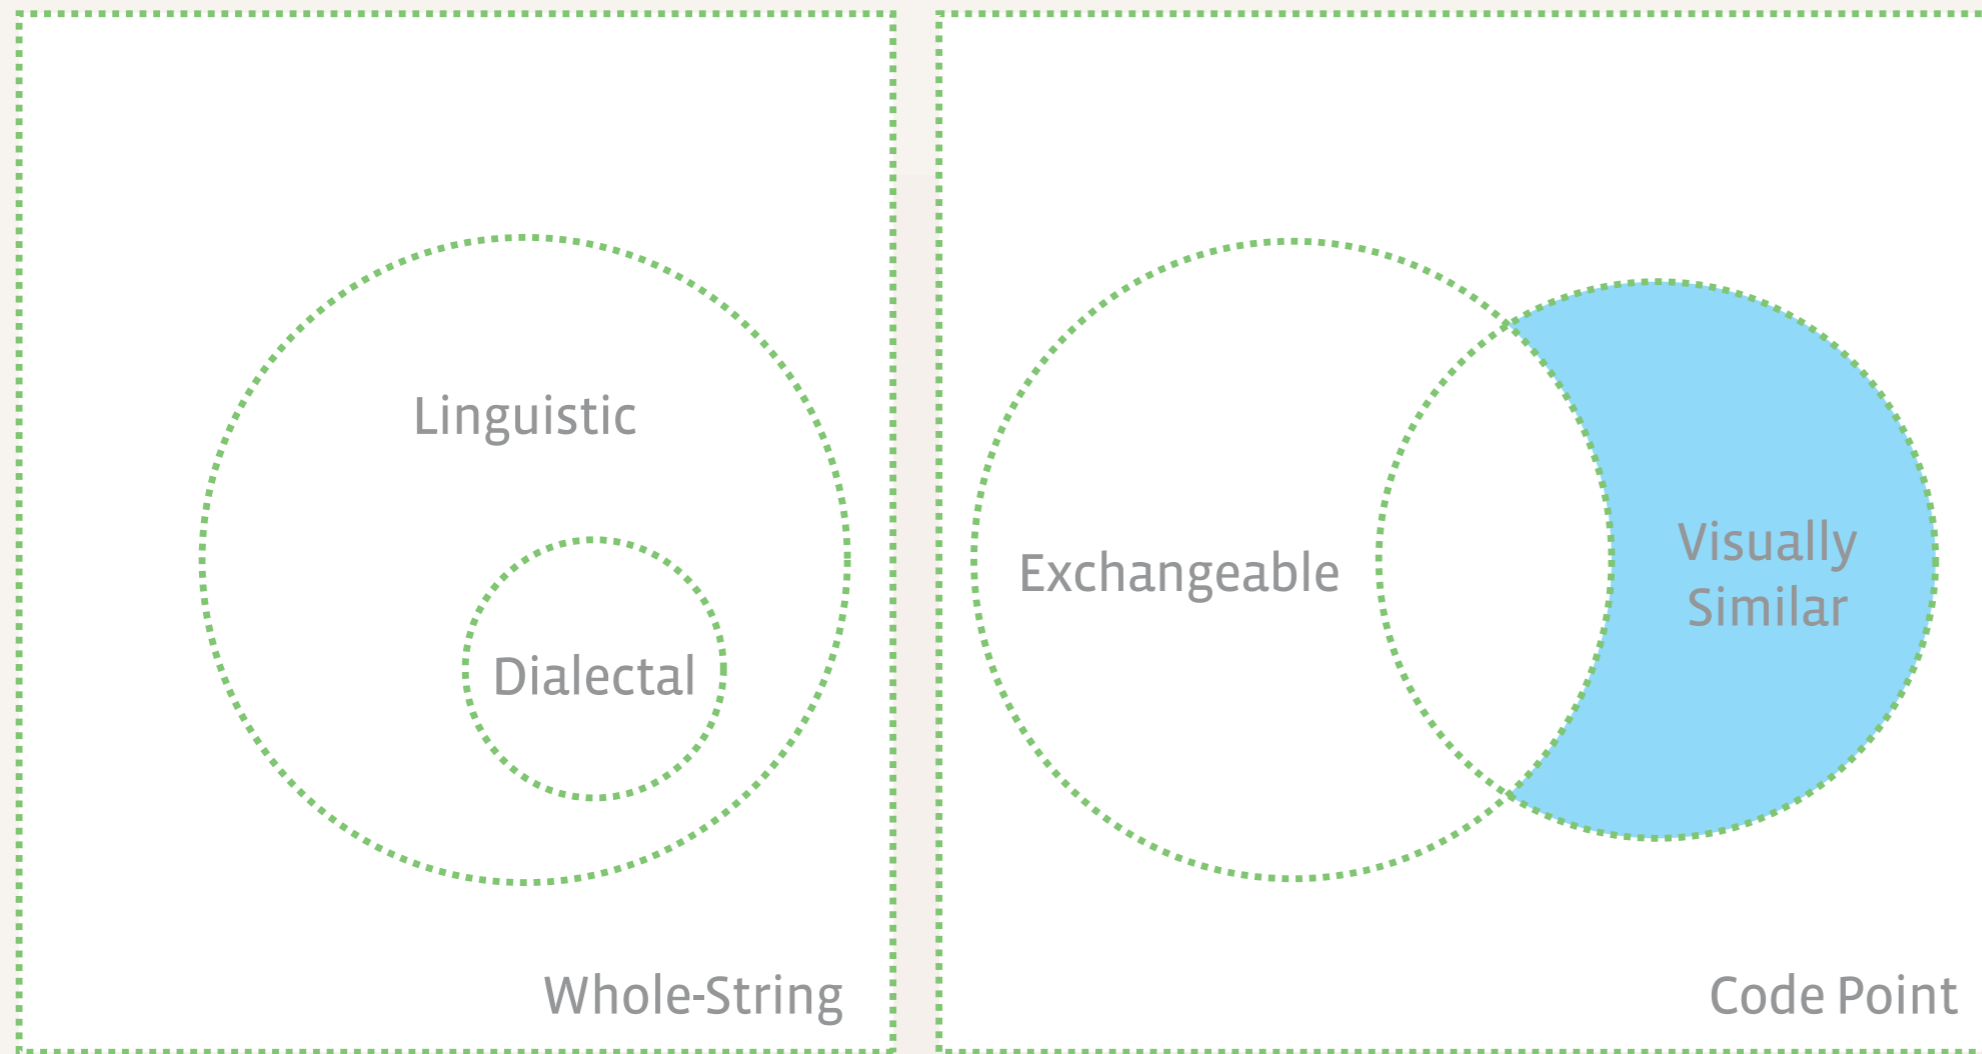 Linguistic
Dialectal
Whole-String
Exchangeable
Visually
Similar
Code Point